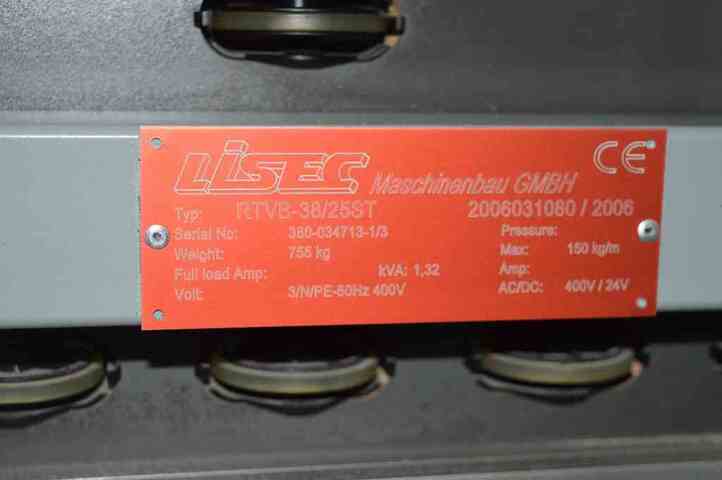 LiSEC Maschinenbau GMBH CE
Typ: RTVB-38/25ST 2006031080 / 2006
Serial No: 380-034713-1/3 Pressure:
Weight: 755 kg Max: 150 kg/m
Full load Amp: kVA: 1,32 Amp:
Volt: 3/N/PE-50Hz 400V AC/DC: 400V / 24V